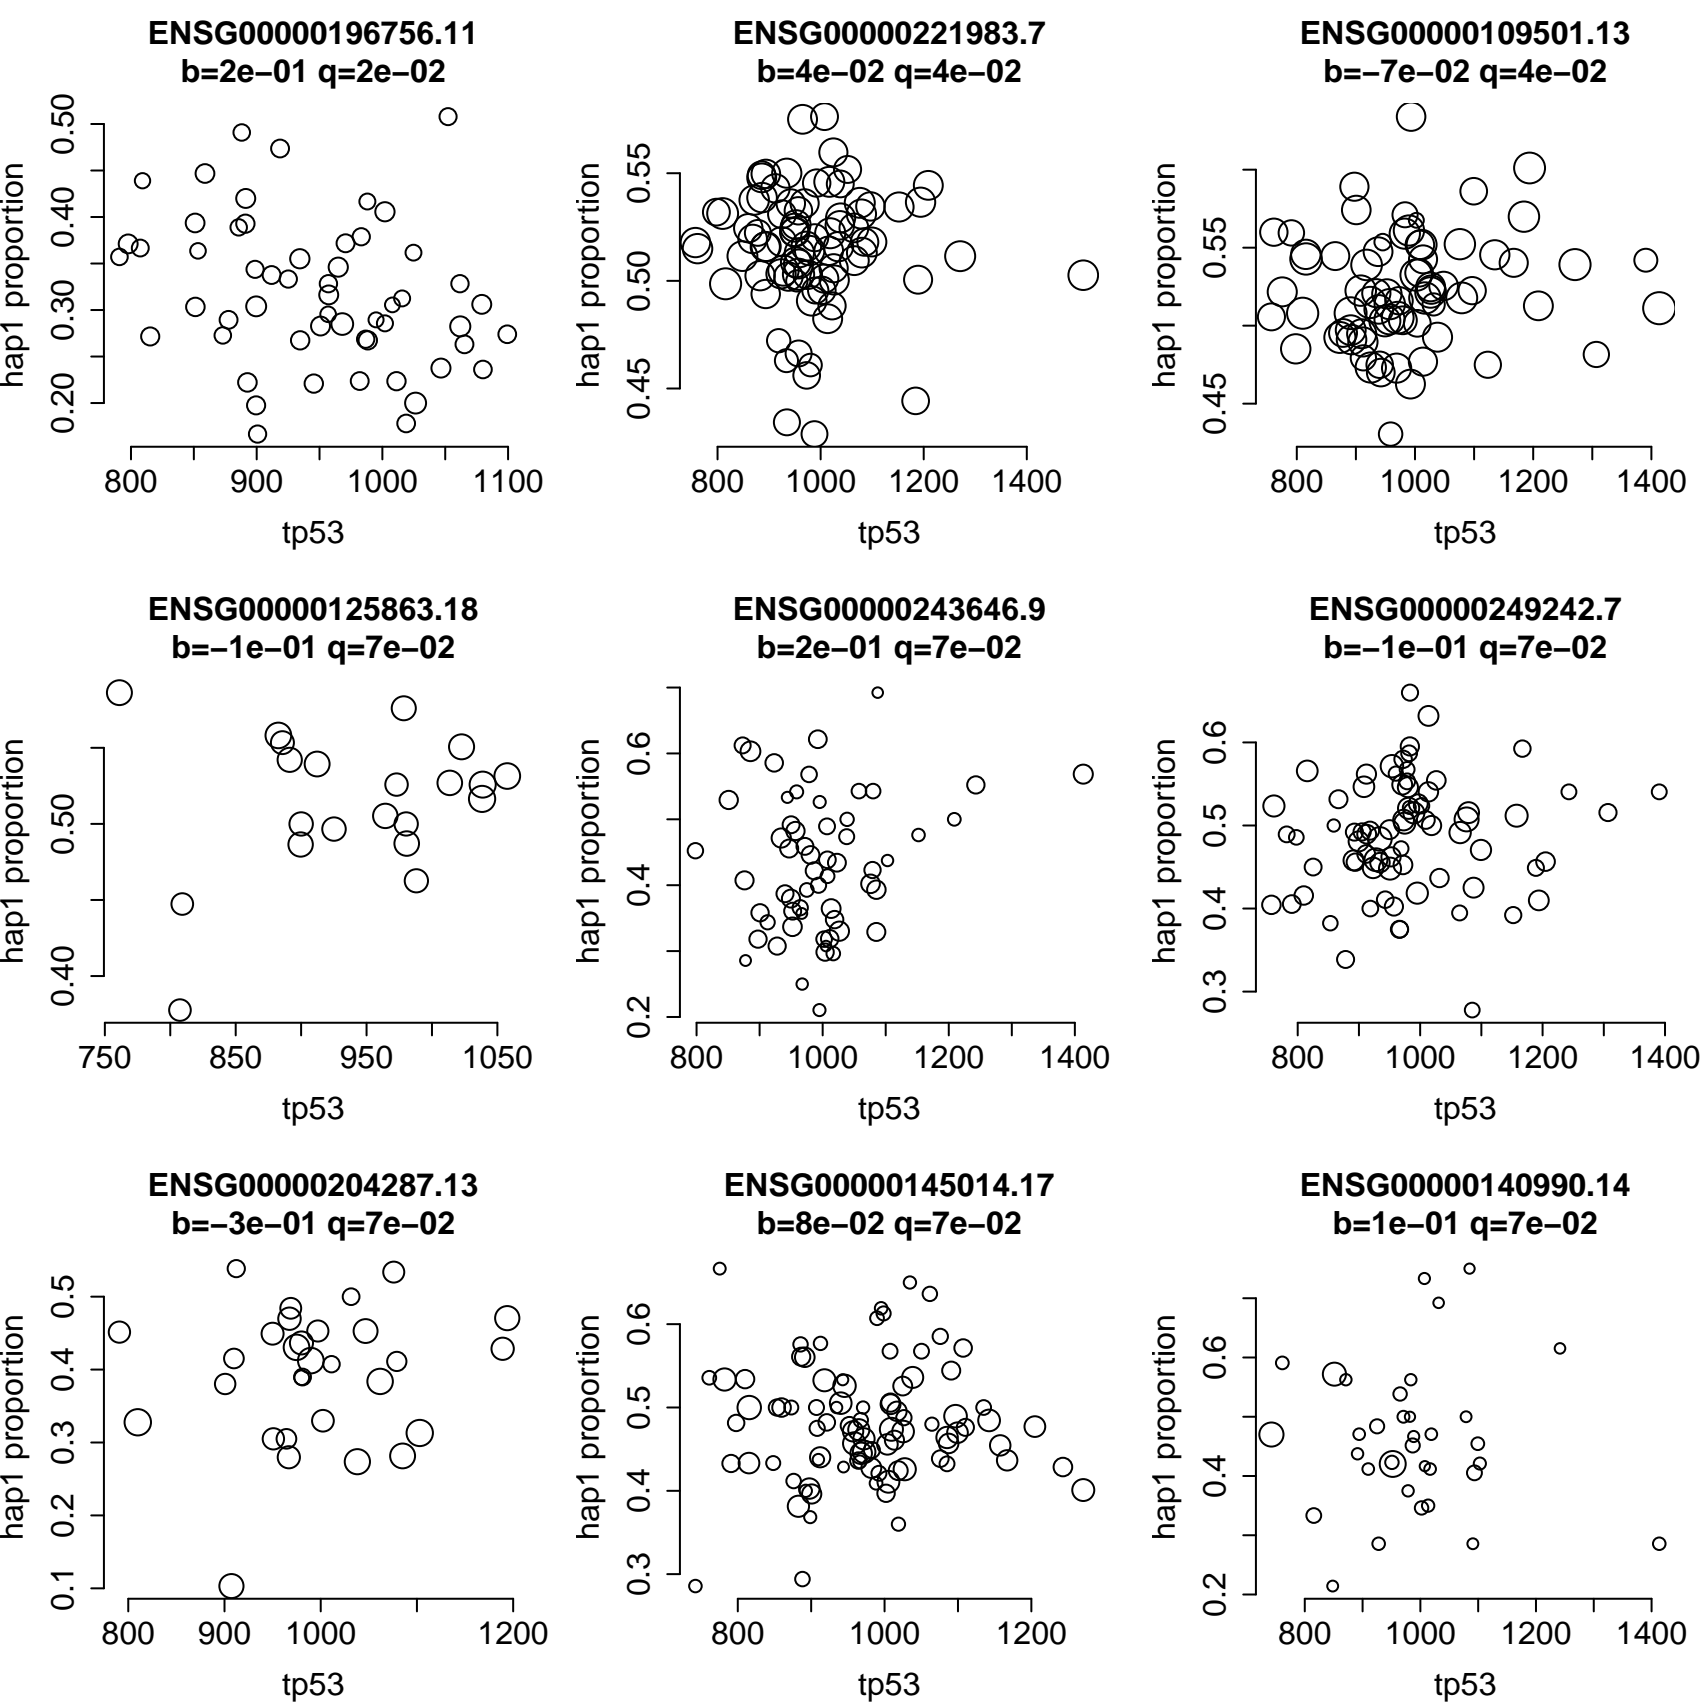 ENSG00000196756.11
b=2e−01 q=2e−02
hap1 proportion
0.50
0.40
0.30
0.20
800 900 1000 1100
tp53
ENSG00000221983.7
b=4e−02 q=4e−02
hap1 proportion
0.55
0.50
0.45
800 1000 1200 1400
tp53
ENSG00000109501.13
b=−7e−02 q=4e−02
hap1 proportion
0.55
0.45
800 1000 1200 1400
tp53
ENSG00000125863.18
b=−1e−01 q=7e−02
hap1 proportion
0.50
0.40
750 850 950 1050
tp53
ENSG00000243646.9
b=2e−01 q=7e−02
hap1 proportion
0.6
0.4
0.2
800 1000 1200 1400
tp53
ENSG00000249242.7
b=−1e−01 q=7e−02
hap1 proportion
0.6
0.5
0.4
0.3
800 1000 1200 1400
tp53
ENSG00000204287.13
b=−3e−01 q=7e−02
hap1 proportion
0.5
0.4
0.3
0.2
0.1
800 900 1000 1200
tp53
ENSG00000145014.17
b=8e−02 q=7e−02
hap1 proportion
0.6
0.5
0.4
0.3
800 1000 1200
tp53
ENSG00000140990.14
b=1e−01 q=7e−02
hap1 proportion
0.6
0.4
0.2
800 1000 1200 1400
tp53